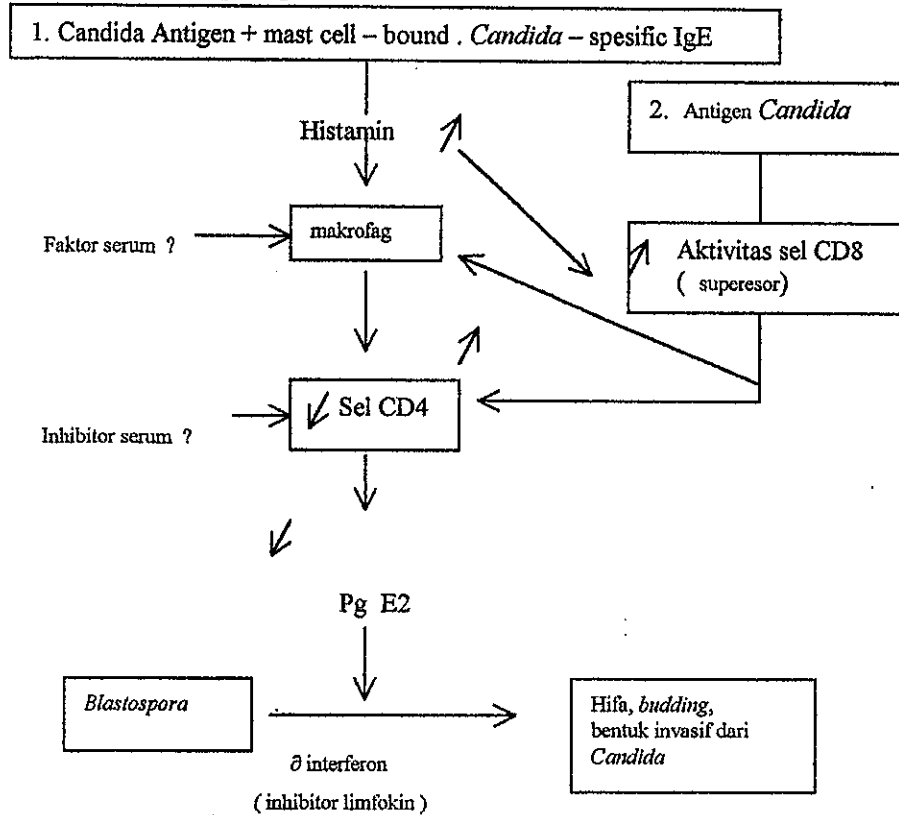 1. Candida Antigen + mast cell – bound . Candida – spesific IgE
2. Antigen Candida
Histamin
Faktor serum ?
makrofag
Aktivitas sel CD8
( superesor)
Inhibitor serum ?
Sel CD4
Pg E2
Blastospora
Hifa, budding,
bentuk invasif dari
Candida
∂ interferon
( inhibitor limfokin )